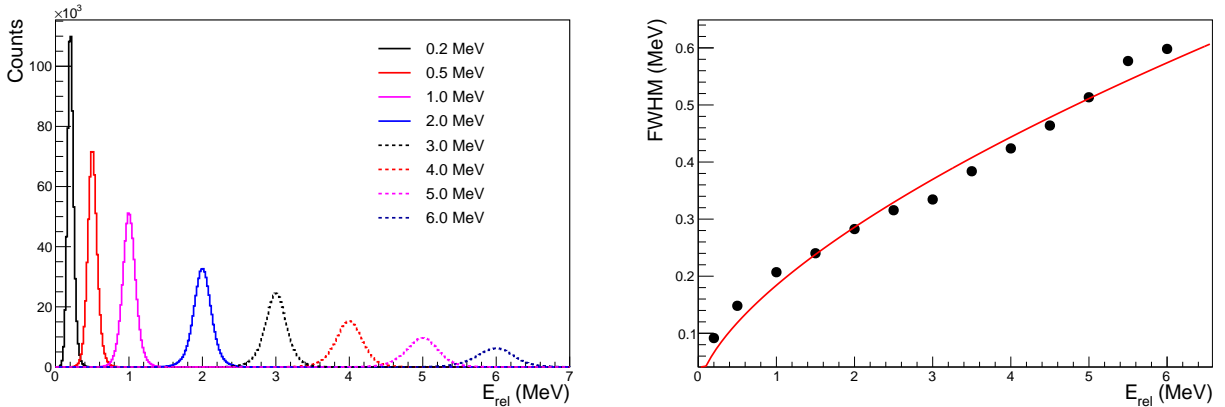 ×10³
Counts
100
80
60
40
20
0
0 1 2 3 4 5 6 7
E_rel (MeV)
0.2 MeV
0.5 MeV
1.0 MeV
2.0 MeV
3.0 MeV
4.0 MeV
5.0 MeV
6.0 MeV
FWHM (MeV)
0.6
0.5
0.4
0.3
0.2
0.1
0 1 2 3 4 5 6
E_rel (MeV)